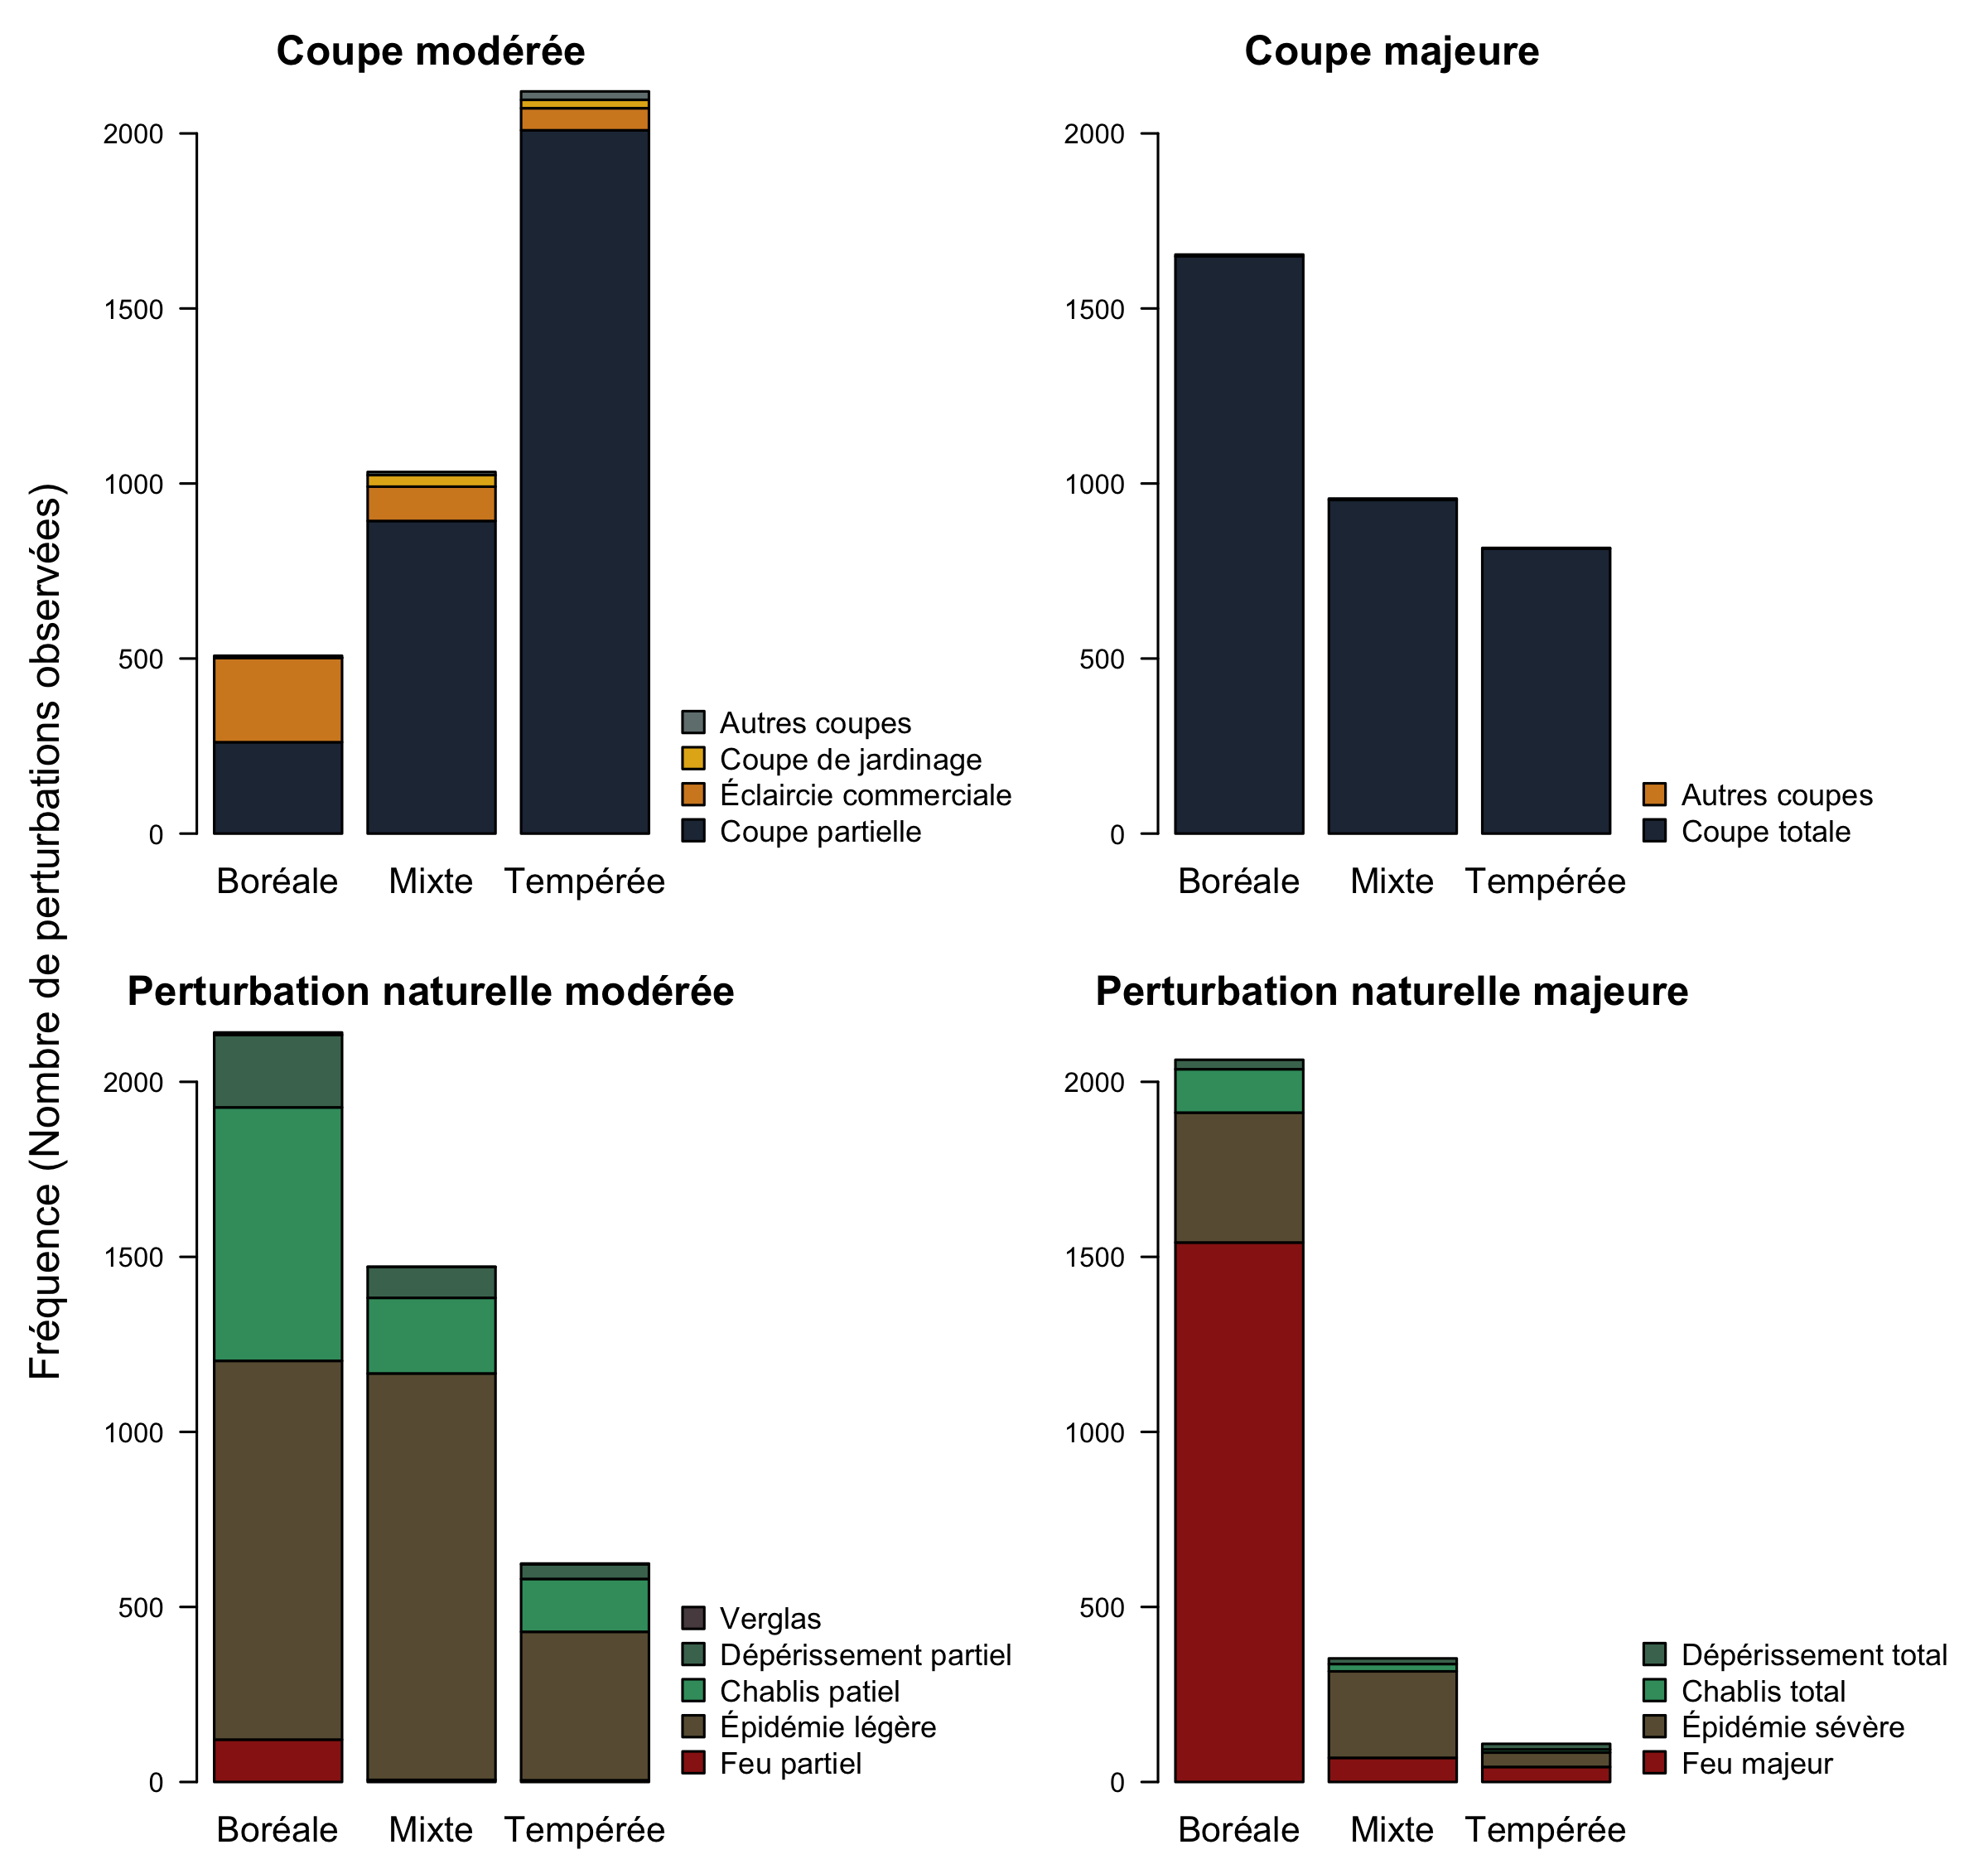 Fréquence (Nombre de perturbations observées)
Coupe modérée
2000
1500
1000
500
0
Boréale
Mixte
Tempérée
Autres coupes
Coupe de jardinage
Éclaircie commerciale
Coupe partielle
Coupe majeure
2000
1500
1000
500
0
Boréale
Mixte
Tempérée
Autres coupes
Coupe totale
Perturbation naturelle modérée
2000
1500
1000
500
0
Boréale
Mixte
Tempérée
Verglas
Dépérissement partiel
Chablis patiel
Épidémie légère
Feu partiel
Perturbation naturelle majeure
2000
1500
1000
500
0
Boréale
Mixte
Tempérée
Dépérissement total
Chablis total
Épidémie sévère
Feu majeur